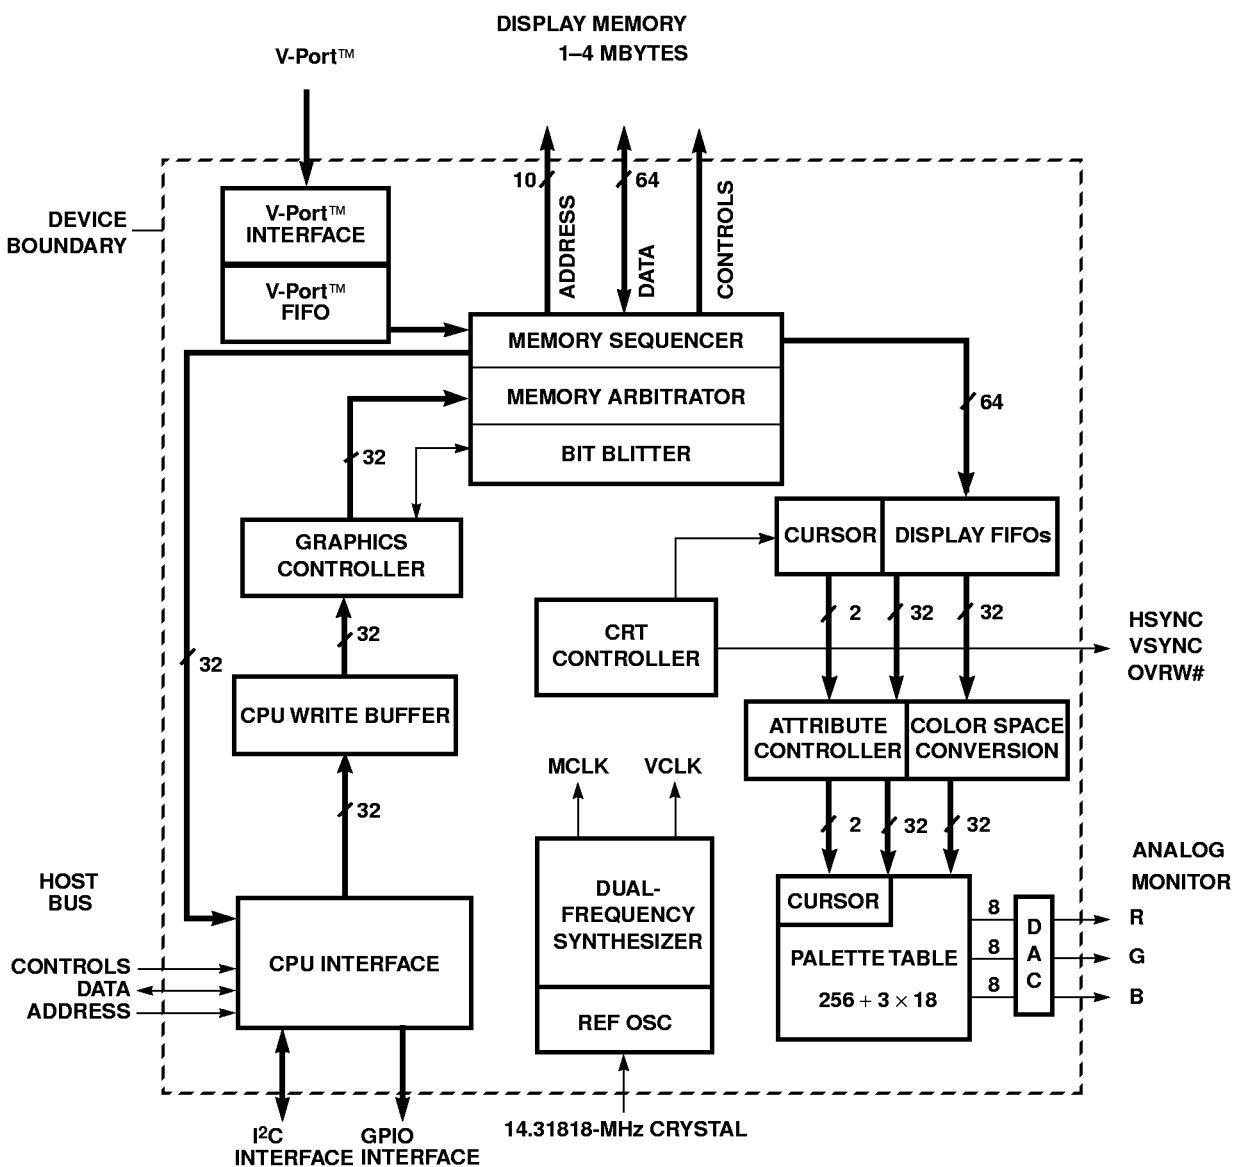 DISPLAY MEMORY
1–4 MBYTES
V-Port™
10
64
ADDRESS
DATA
CONTROLS
DEVICE
BOUNDARY
V-Port™
INTERFACE
V-Port™
FIFO
MEMORY SEQUENCER
MEMORY ARBITRATOR
BIT BLITTER
64
32
GRAPHICS
CONTROLLER
CURSOR
DISPLAY FIFOs
32
2
32
32
CRT
CONTROLLER
HSYNC
VSYNC
OVRW#
32
CPU WRITE BUFFER
ATTRIBUTE
CONTROLLER
COLOR SPACE
CONVERSION
MCLK
VCLK
32
2
32
32
HOST
BUS
DUAL-
FREQUENCY
SYNTHESIZER
REF OSC
ANALOG
MONITOR
CURSOR
PALETTE TABLE
256 + 3 × 18
8
8
8
D
A
C
R
G
B
CPU INTERFACE
CONTROLS
DATA
ADDRESS
I²C
INTERFACE
GPIO
INTERFACE
14.31818-MHz CRYSTAL